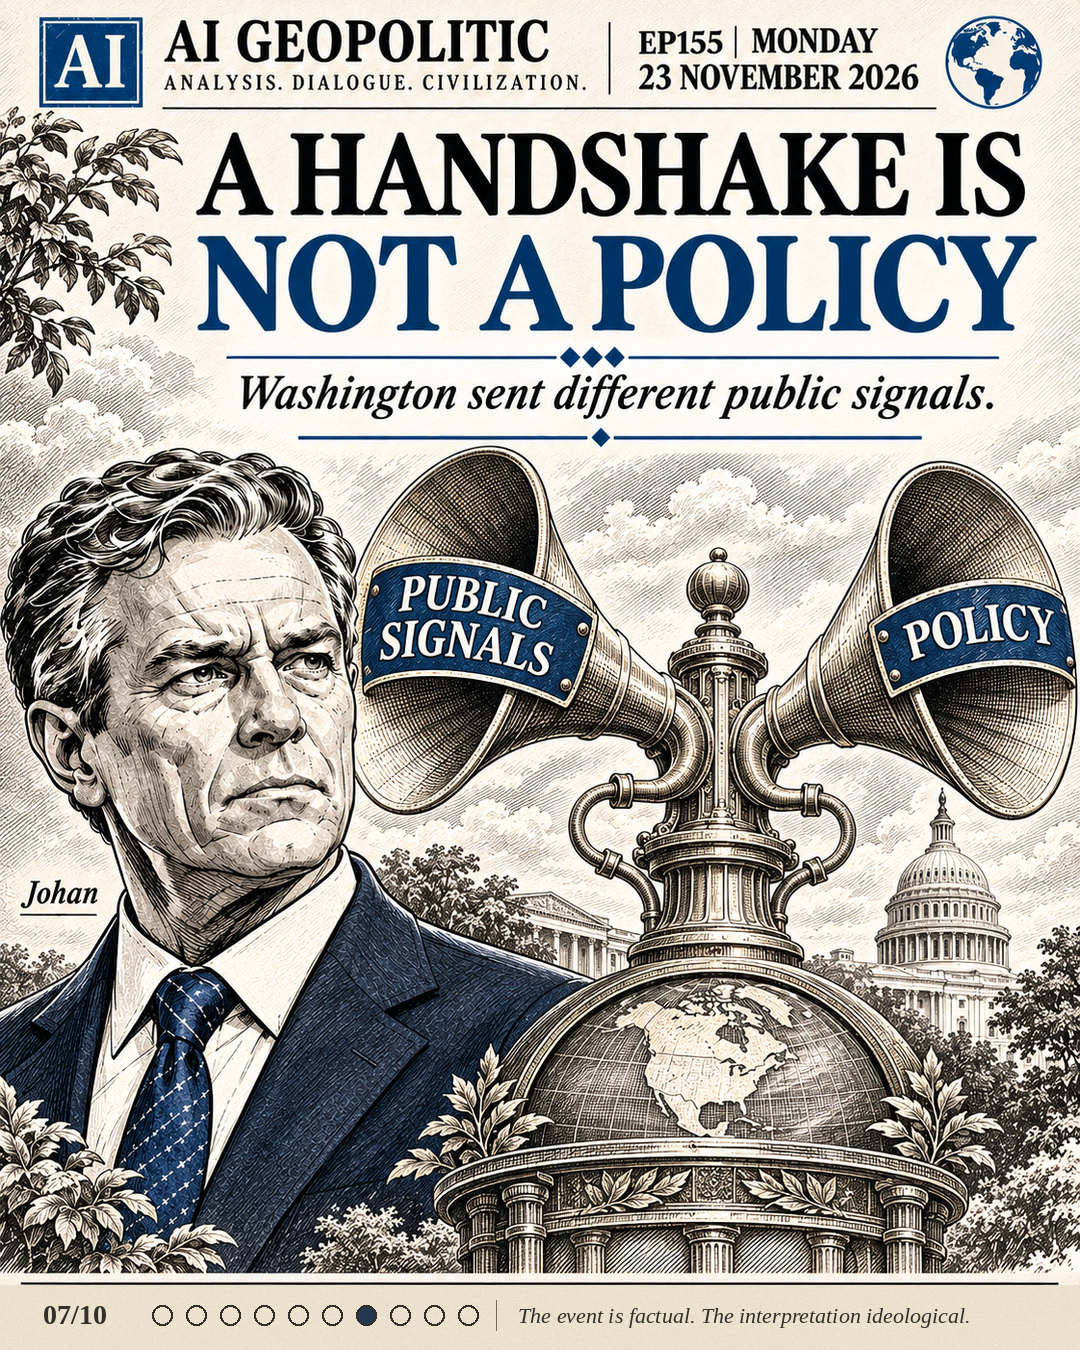 AI
AI GEOPOLITIC
ANALYSIS. DIALOGUE. CIVILIZATION.
EP155 | MONDAY
23 NOVEMBER 2026
A HANDSHAKE IS
NOT A POLICY
Washington sent different public signals.
PUBLIC
SIGNALS
POLICY
Johan
07/10
The event is factual. The interpretation ideological.